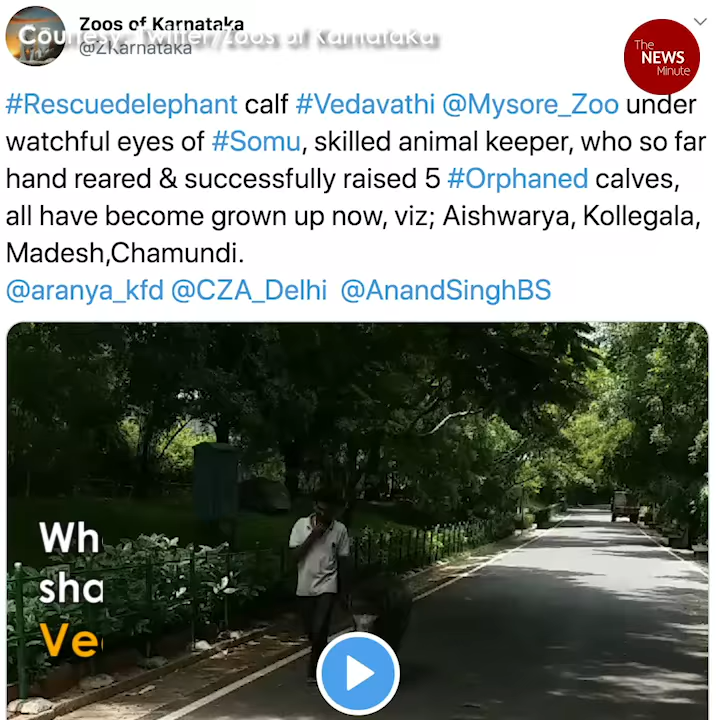 Zoos of Karnataka
Courtesy: Twitter/Zoos of Karnataka
@ZKarnataka
The
NEWS
Minute
#Rescuedelephant calf #Vedavathi @Mysore_Zoo under
watchful eyes of #Somu, skilled animal keeper, who so far
hand reared & successfully raised 5 #Orphaned calves,
all have become grown up now, viz; Aishwarya, Kollegala,
Madesh,Chamundi.
@aranya_kfd @CZA_Delhi @AnandSinghBS
Wh
sha
Ve